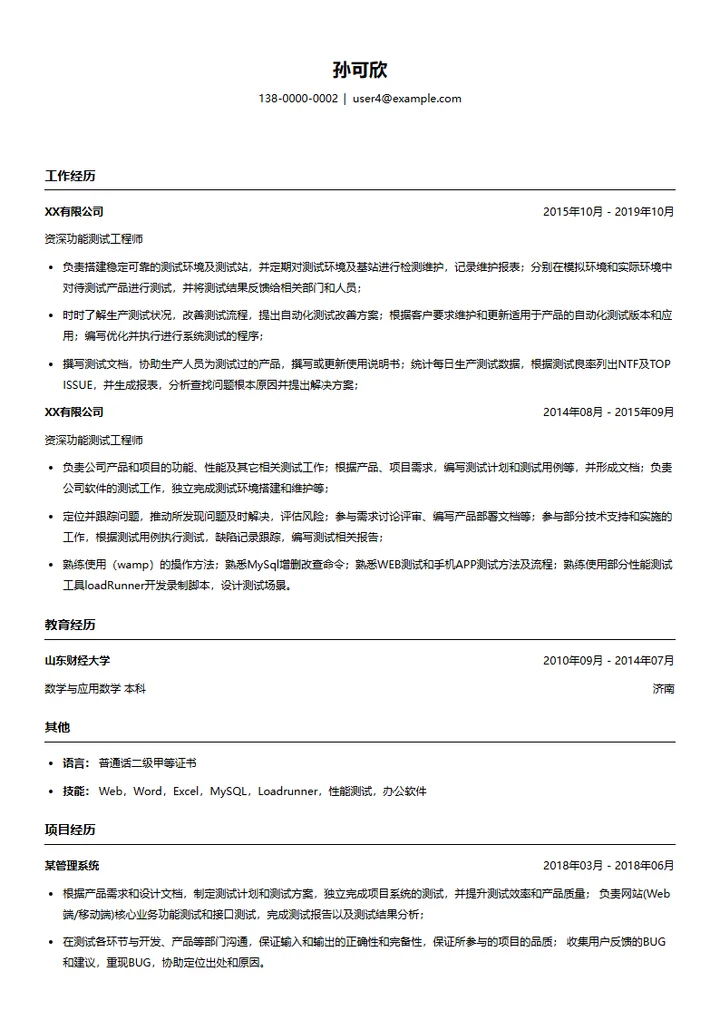 孙可欣
138-0000-0002 | user4@example.com
工作经历
XX有限公司 2015年10月 - 2019年10月
资深功能测试工程师
• 负责搭建稳定可靠的测试环境及测试站，并定期对测试环境及基站进行检测维护，记录维护报表；分别在模拟环境和实际环境中
对待测试产品进行测试，并将测试结果反馈给相关部门和人员；
• 时时了解生产测试状况，改善测试流程，提出自动化测试改善方案；根据客户要求维护和更新适用于产品的自动化测试版本和应
用；编写优化并执行进行系统测试的程序；
• 撰写测试文档，协助生产人员为测试过的产品，撰写或更新使用说明书；统计每日生产测试数据，根据测试良率列出NTF及TOP
ISSUE，并生成报表，分析查找问题根本原因并提出解决方案；
XX有限公司 2014年08月 - 2015年09月
资深功能测试工程师
• 负责公司产品和项目的功能、性能及其它相关测试工作；根据产品、项目需求，编写测试计划和测试用例等，并形成文档；负责
公司软件的测试工作，独立完成测试环境搭建和维护等；
• 定位并跟踪问题，推动所发现问题及时解决，评估风险；参与需求讨论评审、编写产品部署文档等；参与部分技术支持和实施的
工作，根据测试用例执行测试，缺陷记录跟踪，编写测试相关报告；
• 熟练使用（wamp）的操作方法；熟悉MySql增删改查命令；熟悉WEB测试和手机APP测试方法及流程；熟练使用部分性能测试
工具loadRunner开发录制脚本，设计测试场景。
教育经历
山东财经大学 2010年09月 - 2014年07月
数学与应用数学 本科 济南
其他
• 语言： 普通话二级甲等证书
• 技能： Web，Word，Excel，MySQL，Loadrunner，性能测试，办公软件
项目经历
某管理系统 2018年03月 - 2018年06月
• 根据产品需求和设计文档，制定测试计划和测试方案，独立完成项目系统的测试，并提升测试效率和产品质量； 负责网站(Web
端/移动端)核心业务功能测试和接口测试，完成测试报告以及测试结果分析；
• 在测试各环节与开发、产品等部门沟通，保证输入和输出的正确性和完备性，保证所参与的项目的品质； 收集用户反馈的BUG
和建议，重现BUG，协助定位出处和原因。